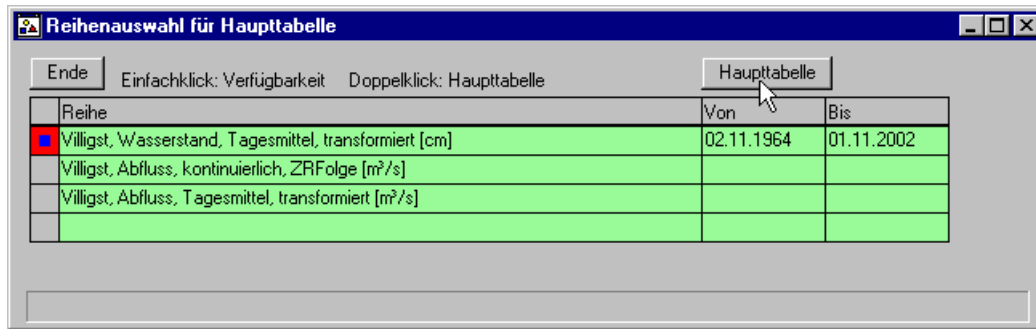 Reihenauswahl für Haupttabelle
Ende Einfachklick: Verfügbarkeit Doppelklick: Haupttabelle Haupttabelle
Reihe Von Bis
Villigst, Wasserstand, Tagesmittel, transformiert [cm] 02.11.1964 01.11.2002
Villigst, Abfluss, kontinuierlich, ZRFolge [m³/s]
Villigst, Abfluss, Tagesmittel, transformiert [m³/s]